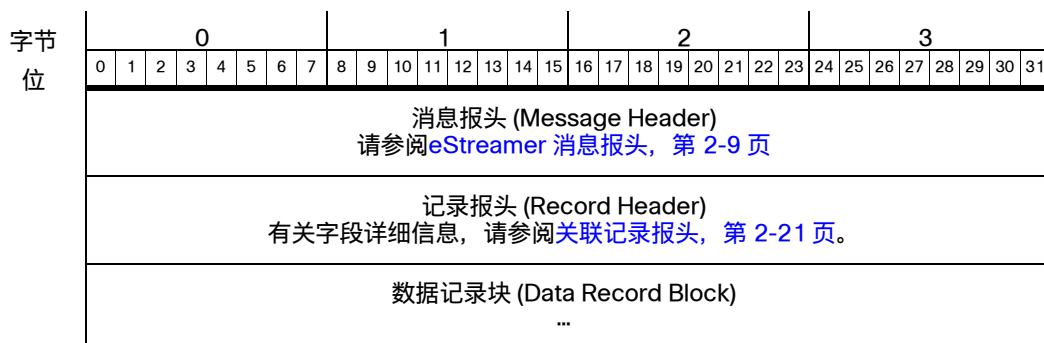 字节 0 1 2 3
位 0 1 2 3 4 5 6 7 8 9 10 11 12 13 14 15 16 17 18 19 20 21 22 23 24 25 26 27 28 29 30 31
消息报头 (Message Header)
请参阅eStreamer 消息报头，第 2-9 页
记录报头 (Record Header)
有关字段详细信息，请参阅关联记录报头，第 2-21 页。
数据记录块 (Data Record Block)
...